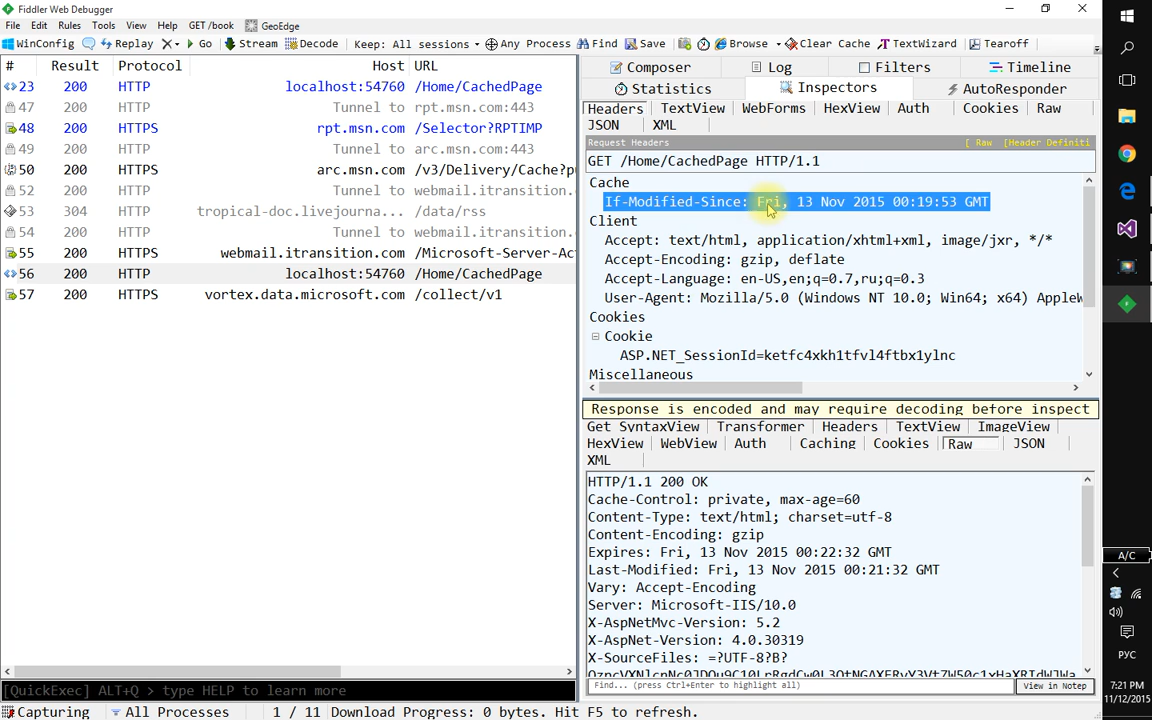 Fiddler Web Debugger
File Edit Rules Tools View Help GET /book GeoEdge
WinConfig Replay Go Stream Decode Keep: All sessions Any Process Find Save Browse Clear Cache TextWizard Tearoff
# Result Protocol Host URL
23 200 HTTP localhost:54760 /Home/CachedPage
47 200 HTTP Tunnel to rpt.msn.com:443
48 200 HTTPS rpt.msn.com /Selector?RPTIMP
49 200 HTTP Tunnel to arc.msn.com:443
50 200 HTTPS arc.msn.com /v3/Delivery/Cache?pu
52 200 HTTP Tunnel to webmail.itransition.
53 304 HTTP tropical-doc.livejourna... /data/rss
54 200 HTTP Tunnel to webmail.itransition.
55 200 HTTPS webmail.itransition.com /Microsoft-Server-Ac
56 200 HTTP localhost:54760 /Home/CachedPage
57 200 HTTPS vortex.data.microsoft.com /collect/v1
Composer Log Filters Timeline
Statistics Inspectors AutoResponder
Headers TextView WebForms HexView Auth Cookies Raw
JSON XML
Request Headers [ Raw [Header Definiti
GET /Home/CachedPage HTTP/1.1
Cache
If-Modified-Since: Fri, 13 Nov 2015 00:19:53 GMT
Client
Accept: text/html, application/xhtml+xml, image/jxr, */*
Accept-Encoding: gzip, deflate
Accept-Language: en-US,en;q=0.7,ru;q=0.3
User-Agent: Mozilla/5.0 (Windows NT 10.0; Win64; x64) AppleW
Cookies
Cookie
ASP.NET_SessionId=ketfc4xkh1tfvl4ftbx1ylnc
Miscellaneous
Response is encoded and may require decoding before inspect
Get SyntaxView Transformer Headers TextView ImageView
HexView WebView Auth Caching Cookies Raw JSON
XML
HTTP/1.1 200 OK
Cache-Control: private, max-age=60
Content-Type: text/html; charset=utf-8
Content-Encoding: gzip
Expires: Fri, 13 Nov 2015 00:22:32 GMT
Last-Modified: Fri, 13 Nov 2015 00:21:32 GMT
Vary: Accept-Encoding
Server: Microsoft-IIS/10.0
X-AspNetMvc-Version: 5.2
X-AspNet-Version: 4.0.30319
X-SourceFiles: =?UTF-8?B?
Find... (press Ctrl+Enter to highlight all) View in Notep
[QuickExec] ALT+Q > type HELP to learn more
Capturing All Processes 1 / 11 Download Progress: 0 bytes. Hit F5 to refresh.
A/C
РУС
7:21 PM
11/12/2015